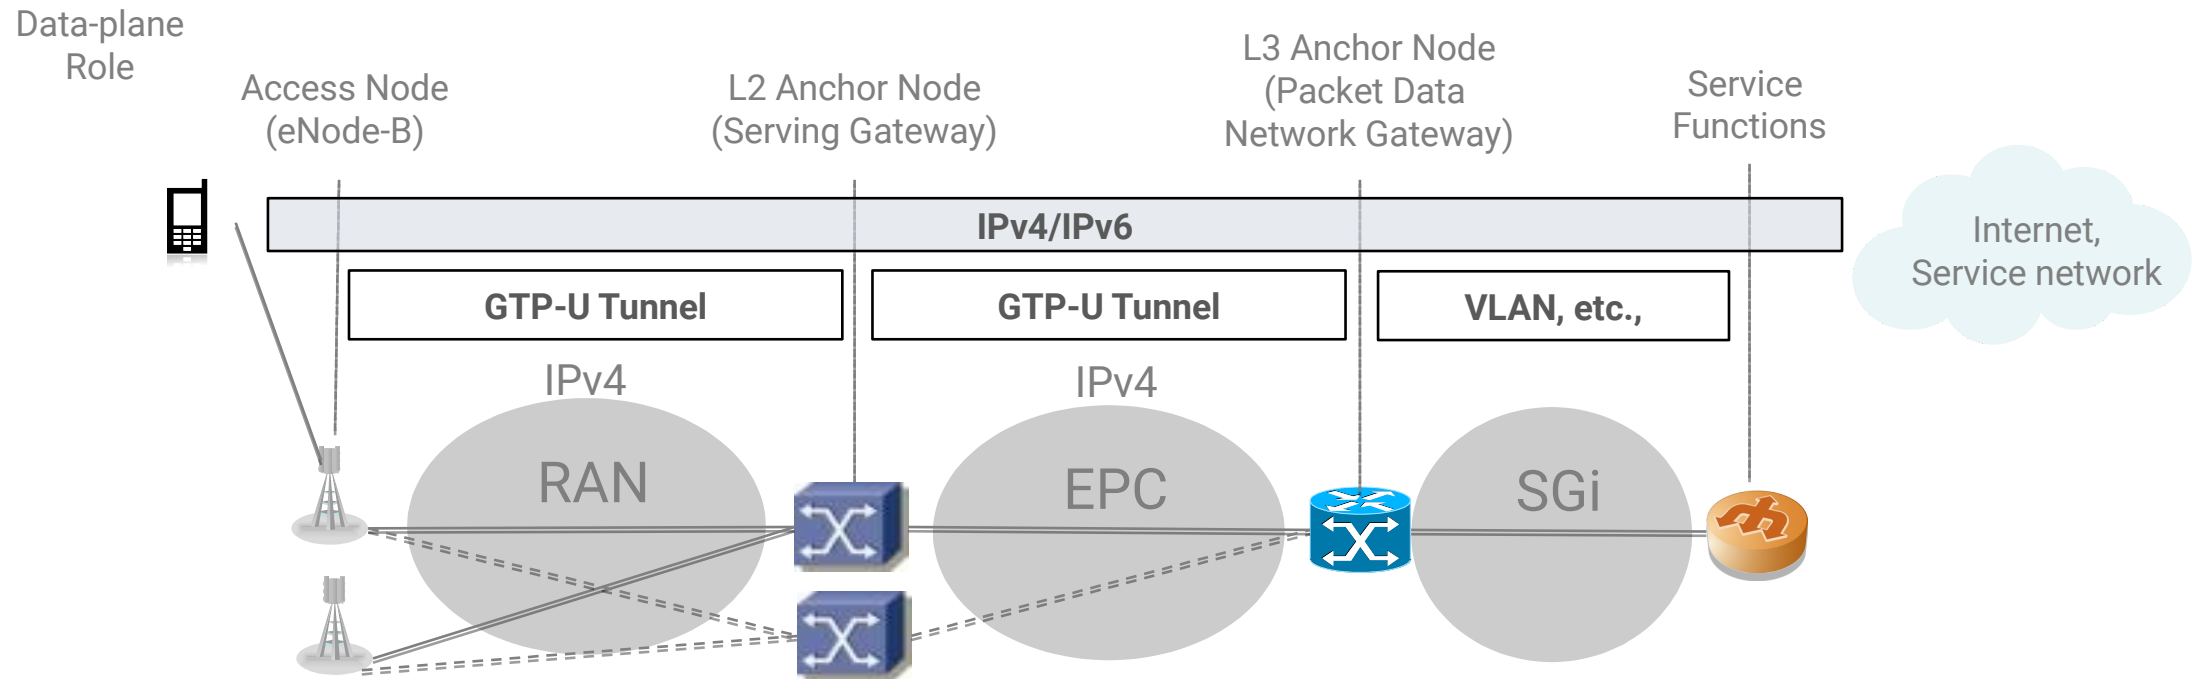 Data-plane
Role
Access Node
(eNode-B)
L2 Anchor Node
(Serving Gateway)
L3 Anchor Node
(Packet Data
Network Gateway)
Service
Functions
IPv4/IPv6
Internet,
Service network
GTP-U Tunnel
GTP-U Tunnel
VLAN, etc.,
IPv4
IPv4
RAN
EPC
SGi